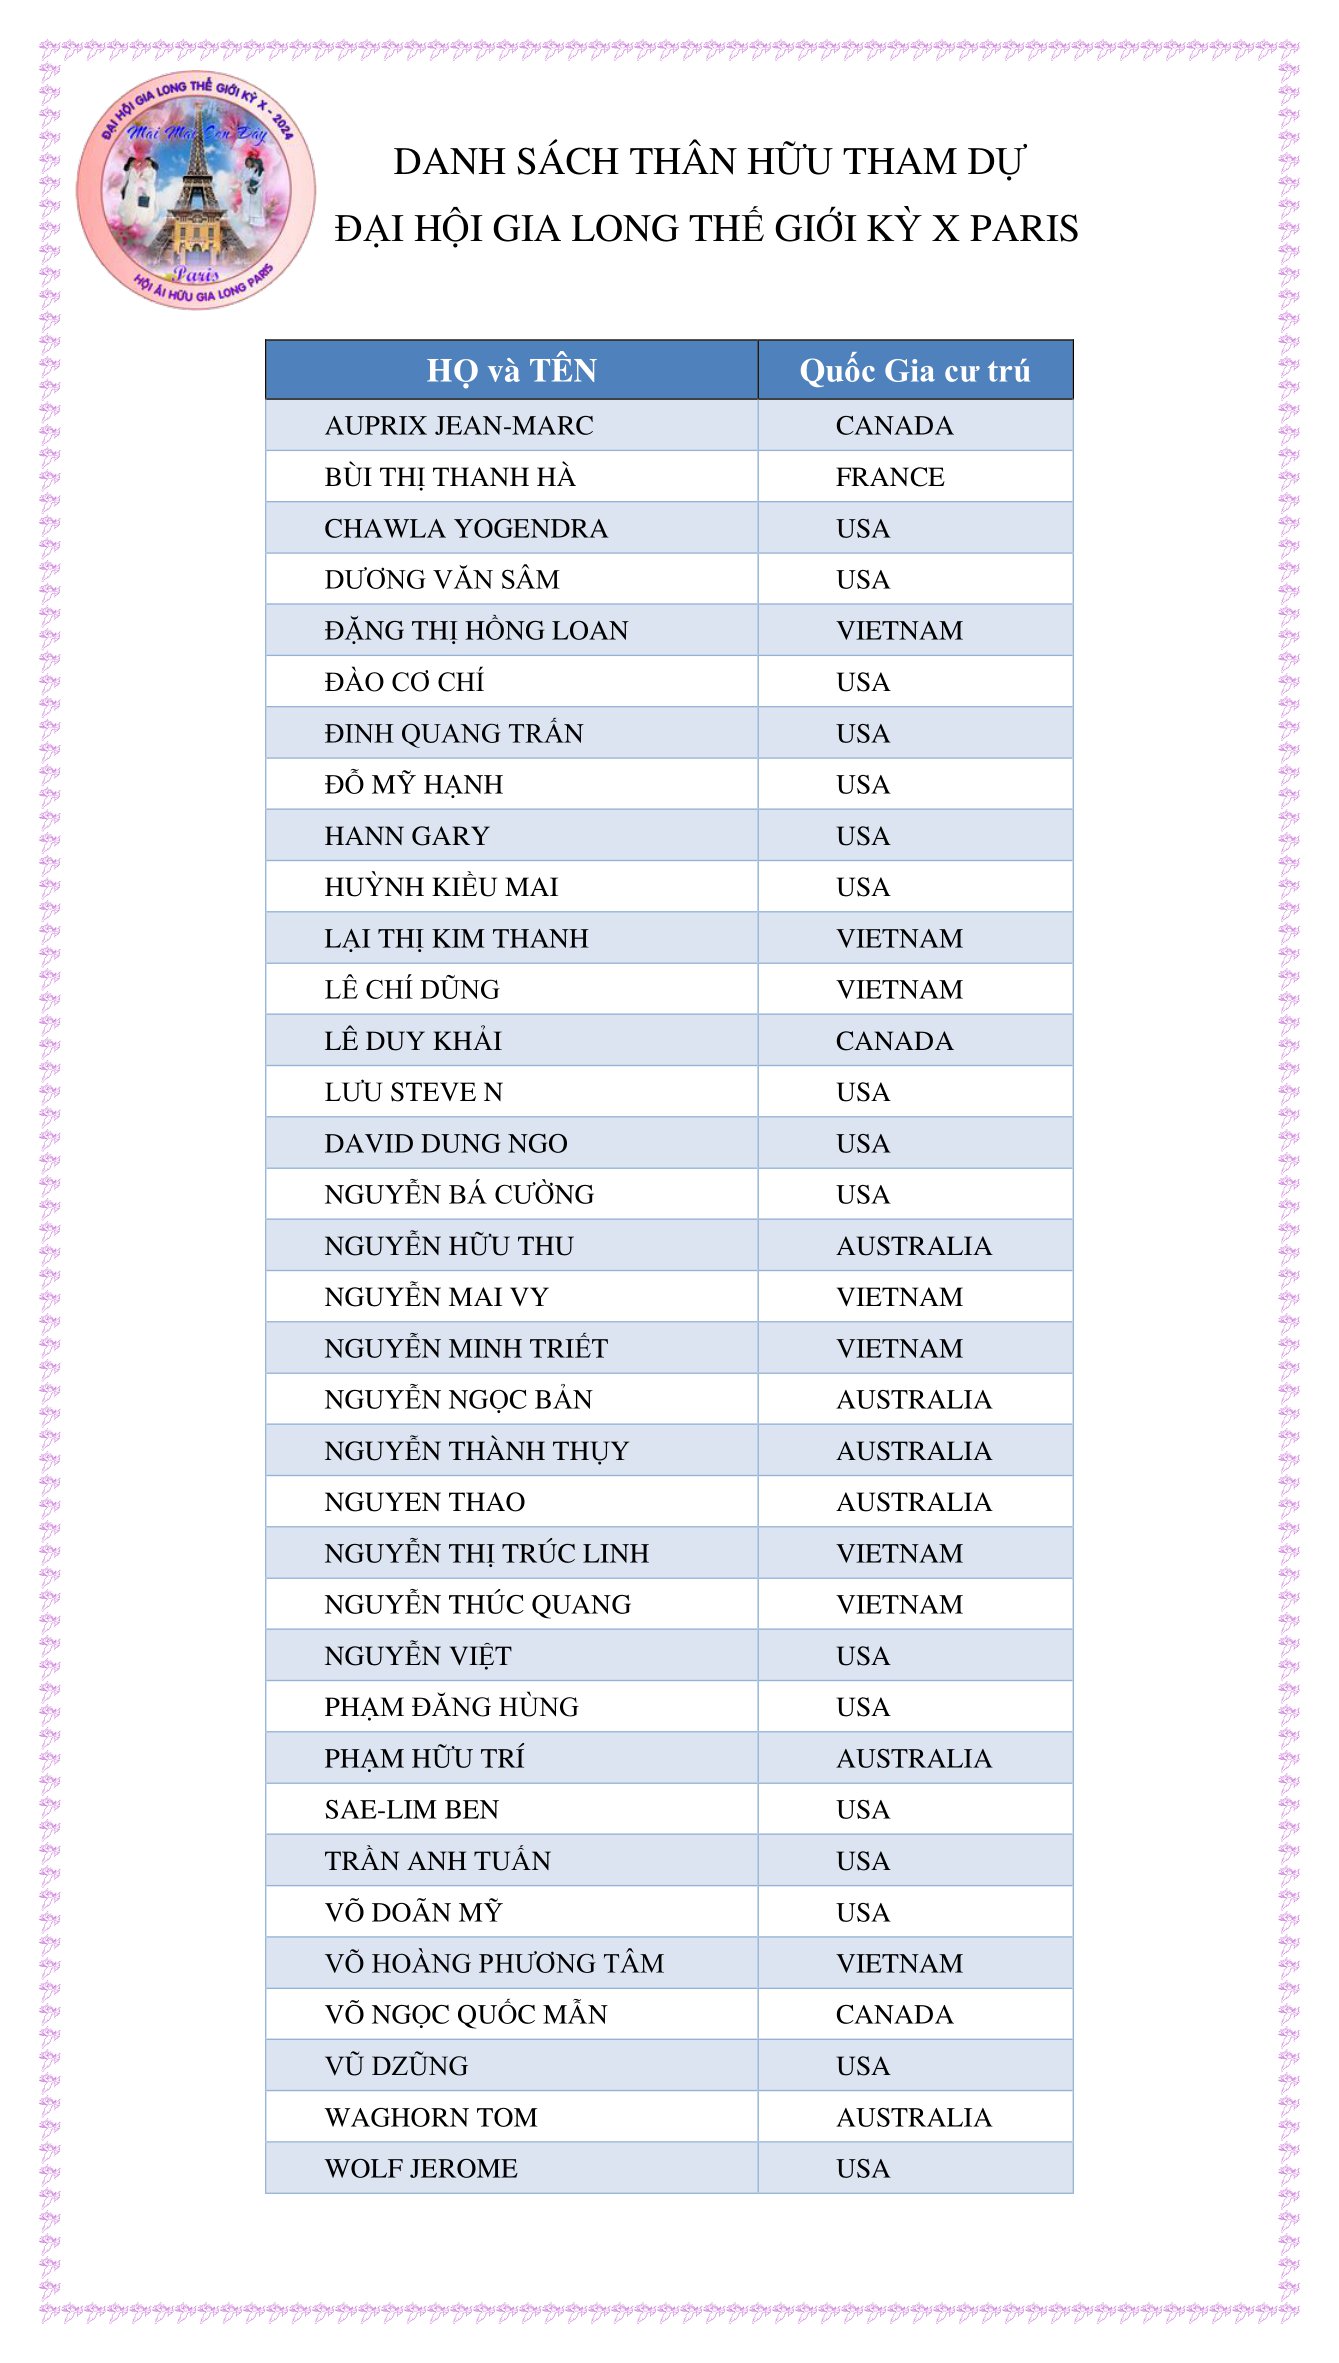 ĐẠI HỘI GIA LONG THẾ GIỚI KỲ X - 2024
Mãi Mãi Còn Đây
Paris
HỘI ÁI HỮU GIA LONG PARIS
DANH SÁCH THÂN HỮU THAM DỰ
ĐẠI HỘI GIA LONG THẾ GIỚI KỲ X PARIS
HỌ và TÊN Quốc Gia cư trú
AUPRIX JEAN-MARC CANADA
BÙI THỊ THANH HÀ FRANCE
CHAWLA YOGENDRA USA
DƯƠNG VĂN SÂM USA
ĐẶNG THỊ HỒNG LOAN VIETNAM
ĐÀO CƠ CHÍ USA
ĐINH QUANG TRẤN USA
ĐỖ MỸ HẠNH USA
HANN GARY USA
HUỲNH KIỀU MAI USA
LẠI THỊ KIM THANH VIETNAM
LÊ CHÍ DŨNG VIETNAM
LÊ DUY KHẢI CANADA
LƯU STEVE N USA
DAVID DUNG NGO USA
NGUYỄN BÁ CƯỜNG USA
NGUYỄN HỮU THU AUSTRALIA
NGUYỄN MAI VY VIETNAM
NGUYỄN MINH TRIẾT VIETNAM
NGUYỄN NGỌC BẢN AUSTRALIA
NGUYỄN THÀNH THỤY AUSTRALIA
NGUYEN THAO AUSTRALIA
NGUYỄN THỊ TRÚC LINH VIETNAM
NGUYỄN THÚC QUANG VIETNAM
NGUYỄN VIỆT USA
PHẠM ĐĂNG HÙNG USA
PHẠM HỮU TRÍ AUSTRALIA
SAE-LIM BEN USA
TRẦN ANH TUẤN USA
VÕ DOÃN MỸ USA
VÕ HOÀNG PHƯƠNG TÂM VIETNAM
VÕ NGỌC QUỐC MẪN CANADA
VŨ DZŨNG USA
WAGHORN TOM AUSTRALIA
WOLF JEROME USA